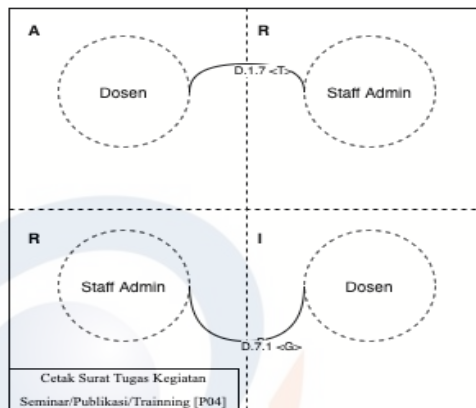 A
R
Dosen
D.1.7 <T>
Staff Admin
R
I
Staff Admin
Dosen
D.7.1 <G>
Cetak Surat Tugas Kegiatan
Seminar/Publikasi/Trainning [P04]